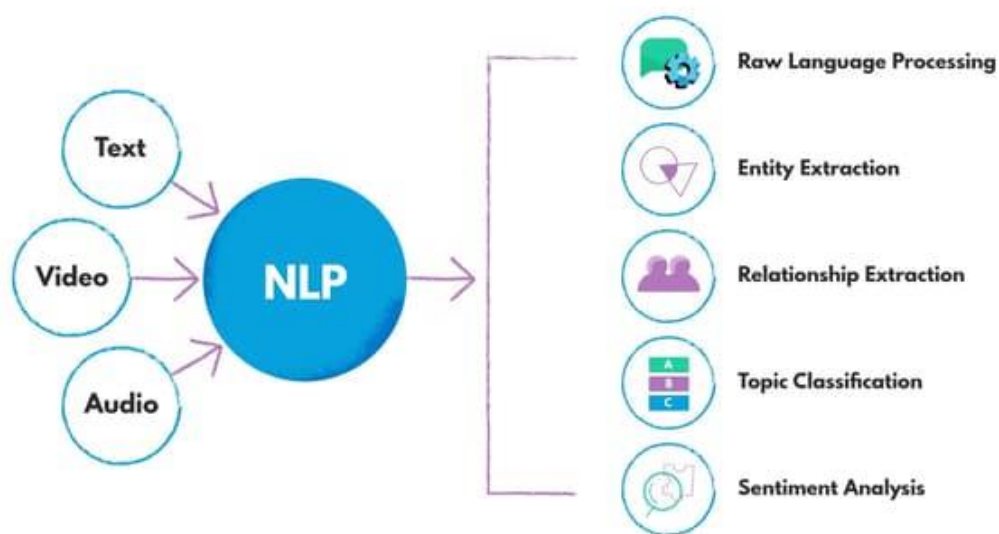 Text
Video
Audio
NLP
Raw Language Processing
Entity Extraction
Relationship Extraction
A
B
C
Topic Classification
Sentiment Analysis